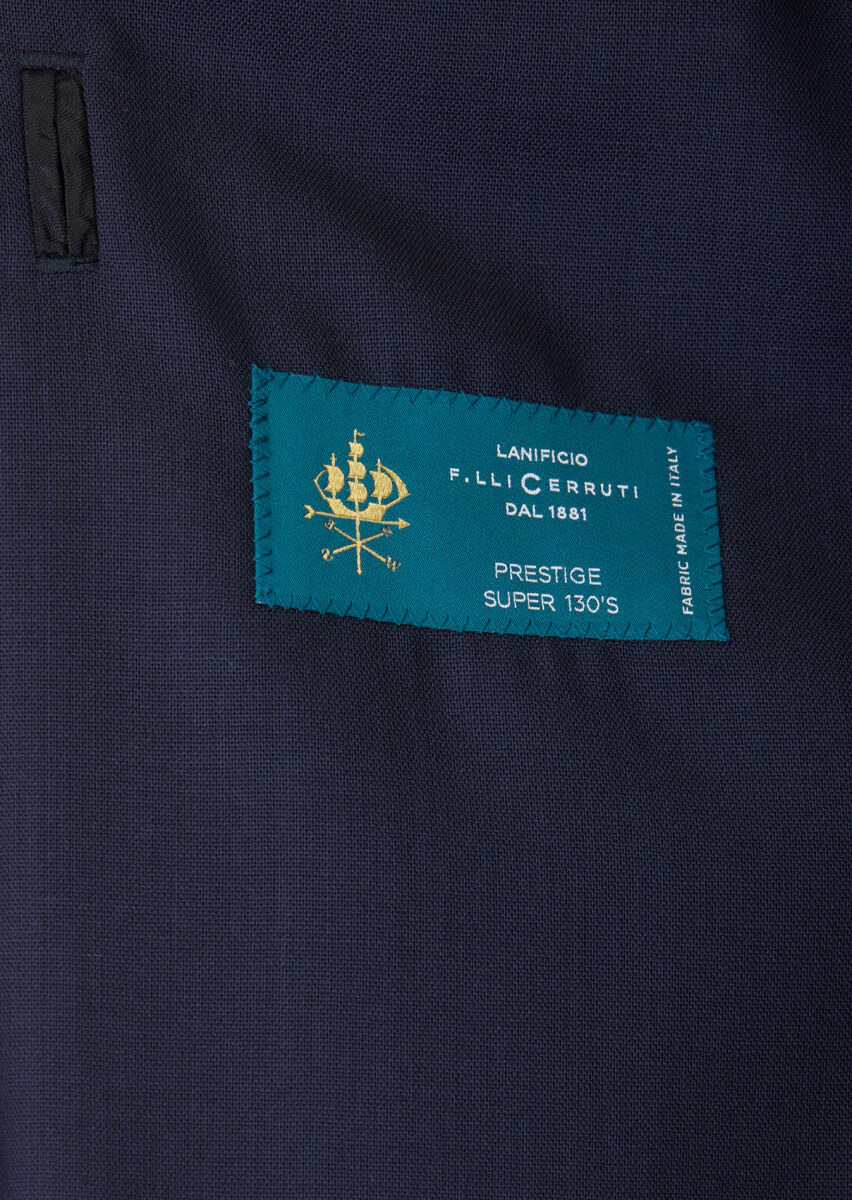 LANIFICIO
F.LLI CERRUTI
DAL 1881
PRESTIGE
SUPER 130'S
FABRIC MADE IN ITALY